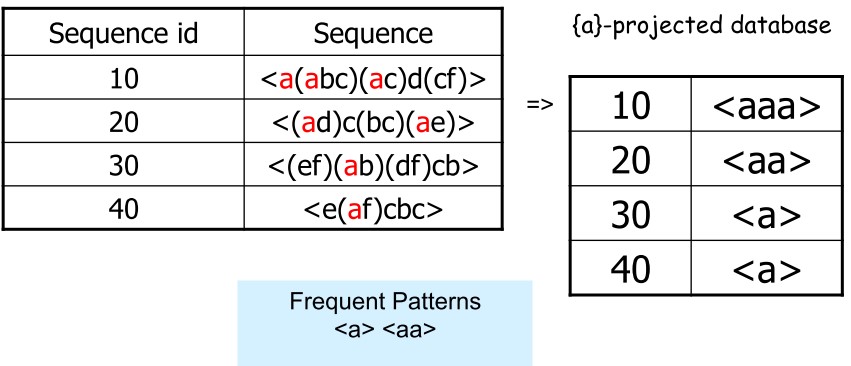 Sequence id Sequence
10 <a(abc)(ac)d(cf)>
20 <(ad)c(bc)(ae)>
30 <(ef)(ab)(df)cb>
40 <e(af)cbc>
=>
{a}-projected database
10 <aaa>
20 <aa>
30 <a>
40 <a>
Frequent Patterns
<a> <aa>